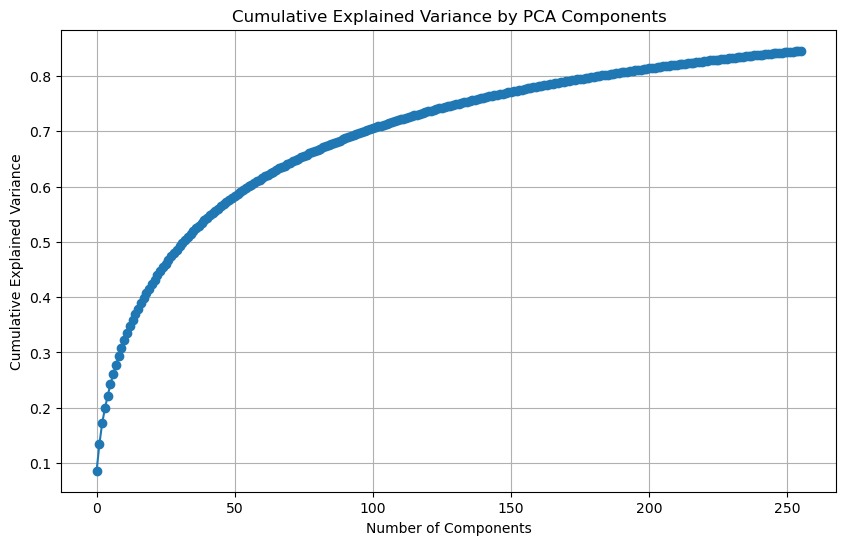 Cumulative Explained Variance by PCA Components
Cumulative Explained Variance
0.8
0.7
0.6
0.5
0.4
0.3
0.2
0.1
0 50 100 150 200 250
Number of Components